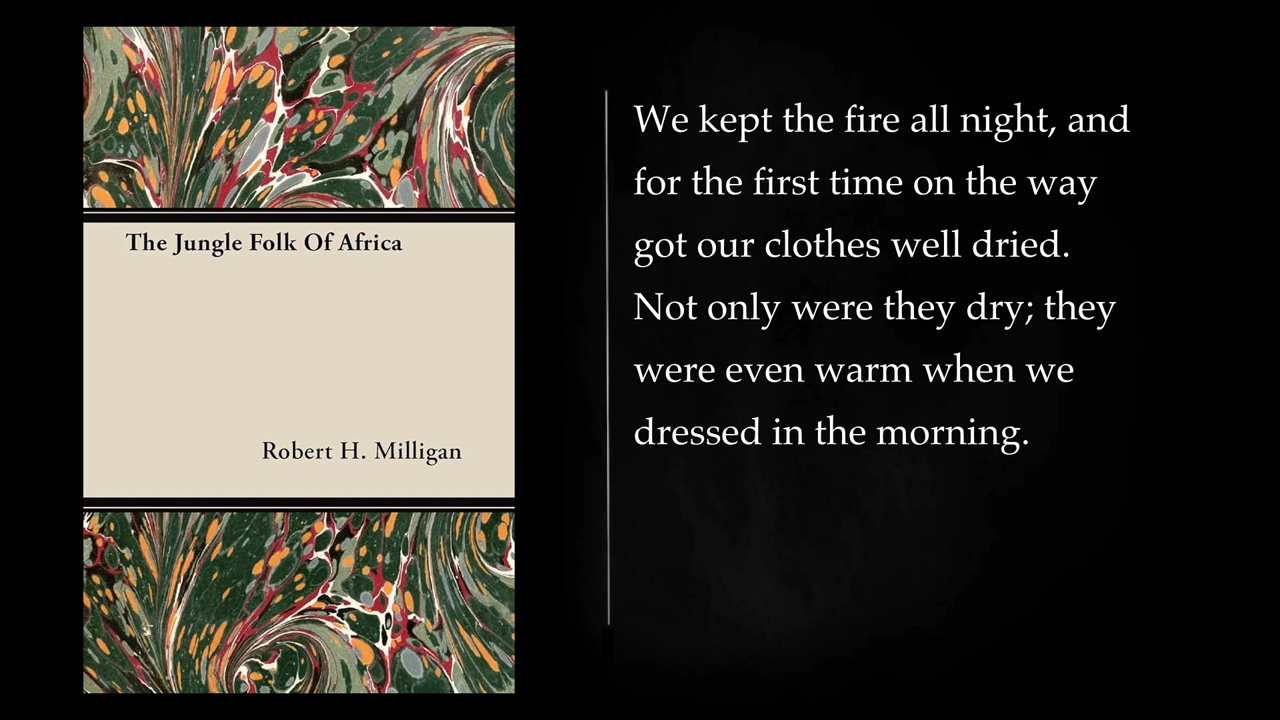 The Jungle Folk Of Africa
Robert H. Milligan
We kept the fire all night, and
for the first time on the way
got our clothes well dried.
Not only were they dry; they
were even warm when we
dressed in the morning.